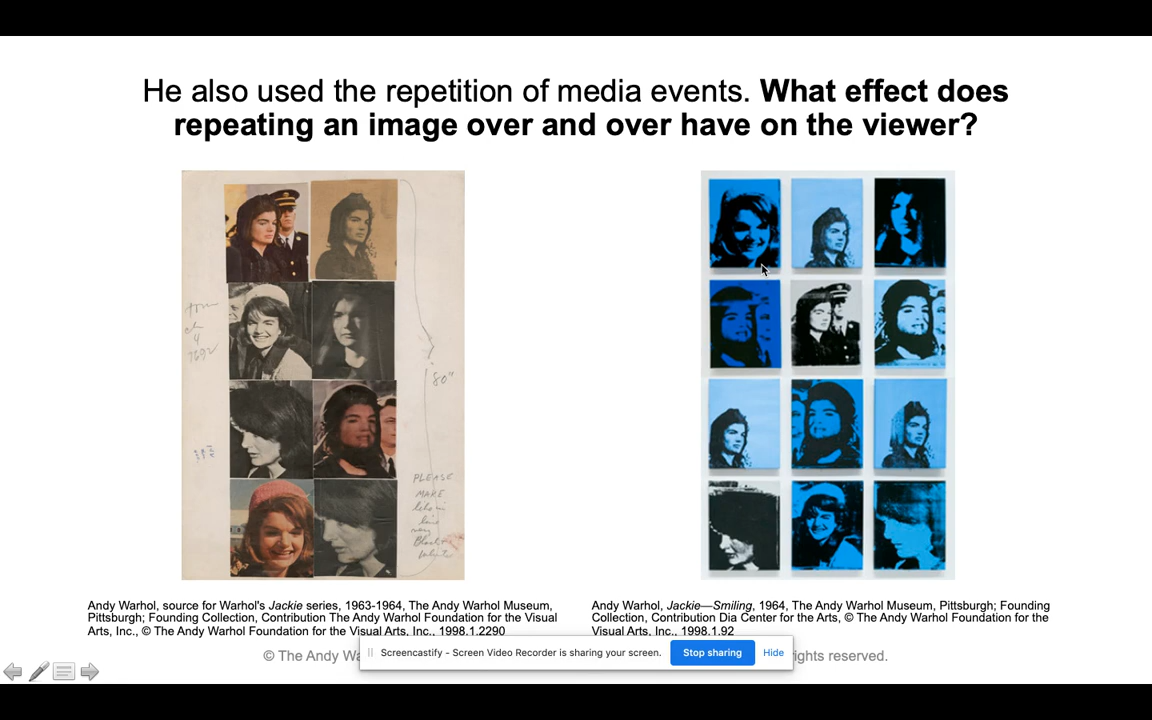 He also used the repetition of media events. What effect does
repeating an image over and over have on the viewer?
80"
PLEASE
MAKE
Andy Warhol, source for Warhol's Jackie series, 1963-1964, The Andy Warhol Museum,
Pittsburgh; Founding Collection, Contribution The Andy Warhol Foundation for the Visual
Arts, Inc., © The Andy Warhol Foundation for the Visual Arts, Inc., 1998.1.2290
Andy Warhol, Jackie—Smiling, 1964, The Andy Warhol Museum, Pittsburgh; Founding
Collection, Contribution Dia Center for the Arts, © The Andy Warhol Foundation for the
Visual Arts, Inc., 1998.1.92
© The Andy Wa
rights reserved.
Screencastify - Screen Video Recorder is sharing your screen.
Stop sharing
Hide